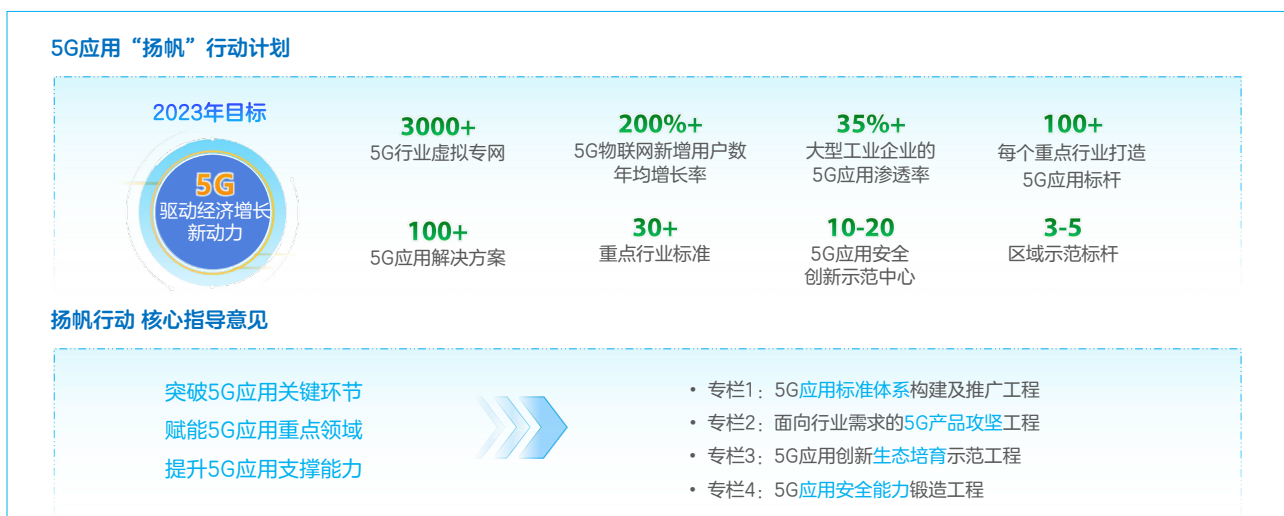 5G应用“扬帆”行动计划
2023年目标
5G
驱动经济增长
新动力
3000+
5G行业虚拟专网
200%+
5G物联网新增用户数
年均增长率
35%+
大型工业企业的
5G应用渗透率
100+
每个重点行业打造
5G应用标杆
100+
5G应用解决方案
30+
重点行业标准
10-20
5G应用安全
创新示范中心
3-5
区域示范标杆
扬帆行动 核心指导意见
突破5G应用关键环节
赋能5G应用重点领域
提升5G应用支撑能力
• 专栏1：5G应用标准体系构建及推广工程
• 专栏2：面向行业需求的5G产品攻坚工程
• 专栏3：5G应用创新生态培育示范工程
• 专栏4：5G应用安全能力锻造工程